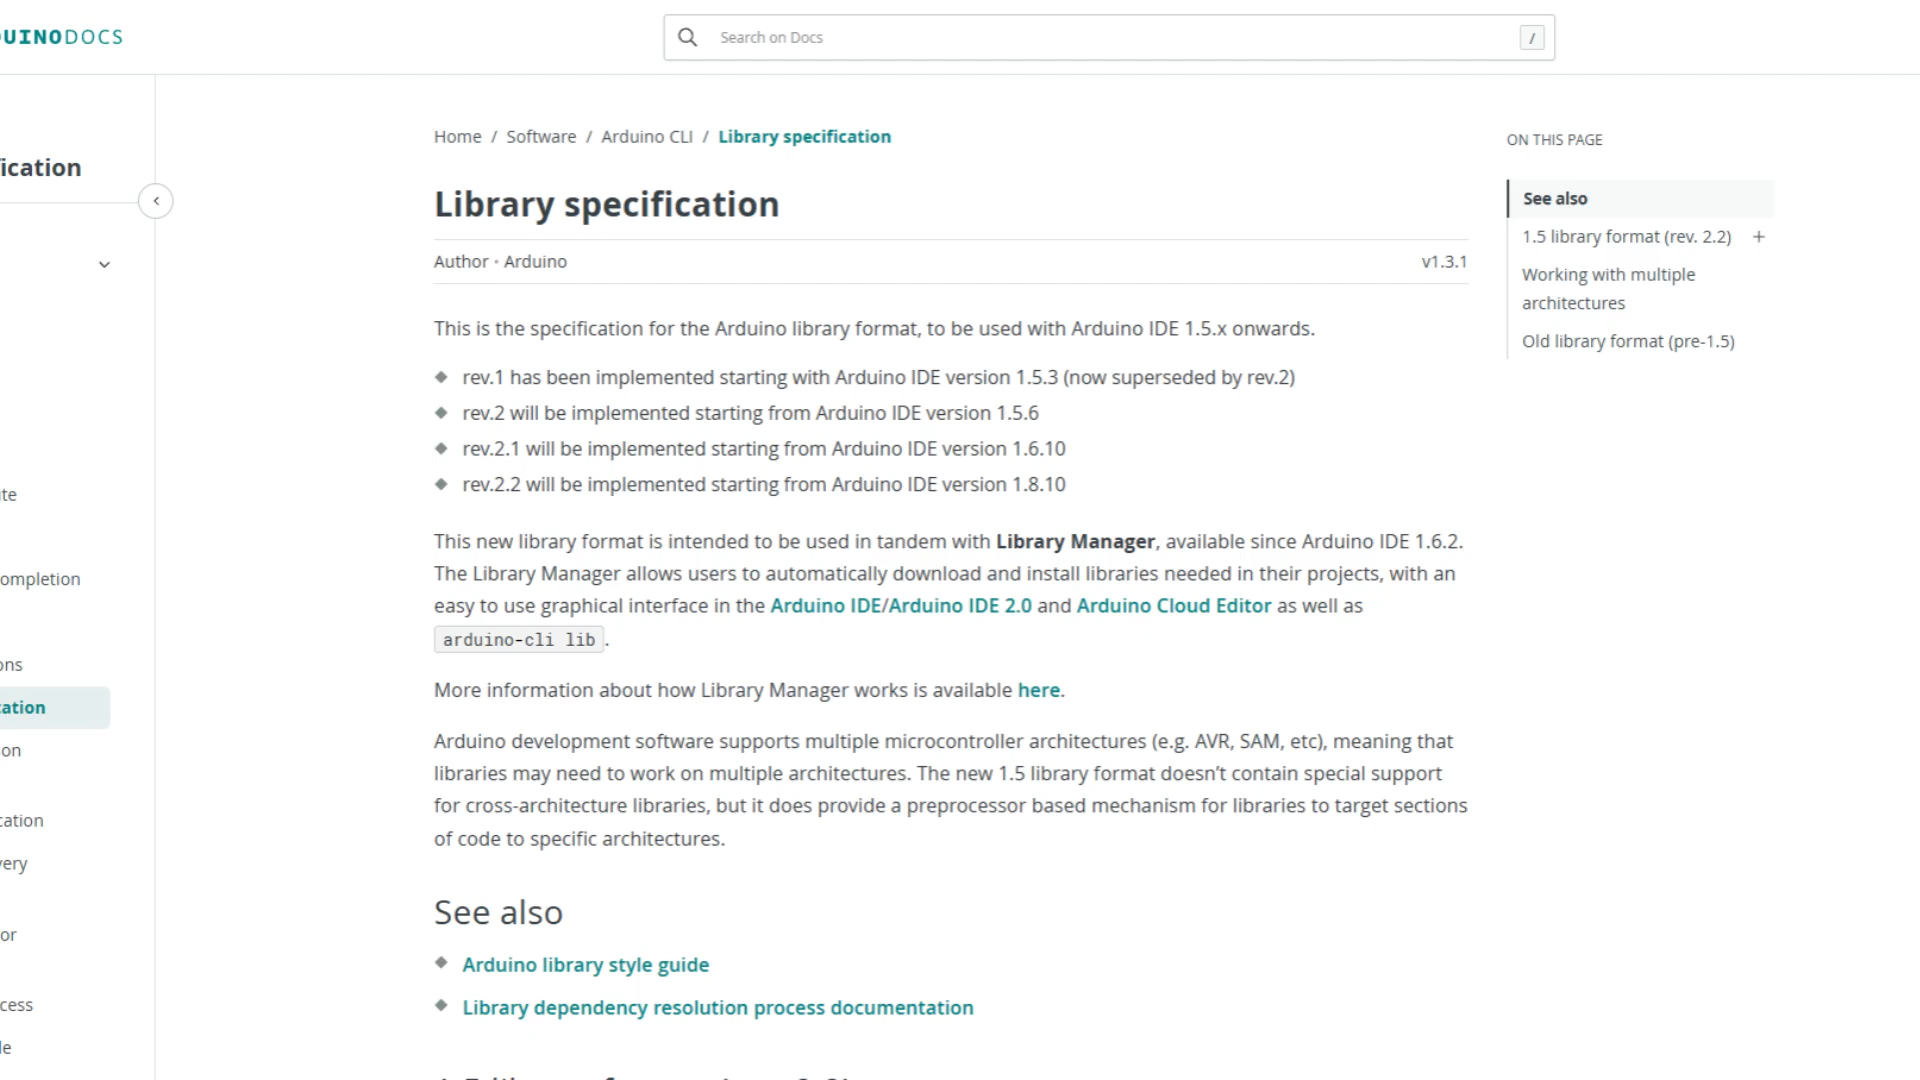 UINODOCS
Search on Docs
/
ication
te
ompletion
ons
ation
on
cation
very
or
cess
le
Home / Software / Arduino CLI / Library specification
Library specification
Author • Arduino
v1.3.1
This is the specification for the Arduino library format, to be used with Arduino IDE 1.5.x onwards.
rev.1 has been implemented starting with Arduino IDE version 1.5.3 (now superseded by rev.2)
rev.2 will be implemented starting from Arduino IDE version 1.5.6
rev.2.1 will be implemented starting from Arduino IDE version 1.6.10
rev.2.2 will be implemented starting from Arduino IDE version 1.8.10
This new library format is intended to be used in tandem with Library Manager, available since Arduino IDE 1.6.2.
The Library Manager allows users to automatically download and install libraries needed in their projects, with an
easy to use graphical interface in the Arduino IDE/Arduino IDE 2.0 and Arduino Cloud Editor as well as
arduino-cli lib.
More information about how Library Manager works is available here.
Arduino development software supports multiple microcontroller architectures (e.g. AVR, SAM, etc), meaning that
libraries may need to work on multiple architectures. The new 1.5 library format doesn’t contain special support
for cross-architecture libraries, but it does provide a preprocessor based mechanism for libraries to target sections
of code to specific architectures.
See also
Arduino library style guide
Library dependency resolution process documentation
ON THIS PAGE
See also
1.5 library format (rev. 2.2) +
Working with multiple
architectures
Old library format (pre-1.5)